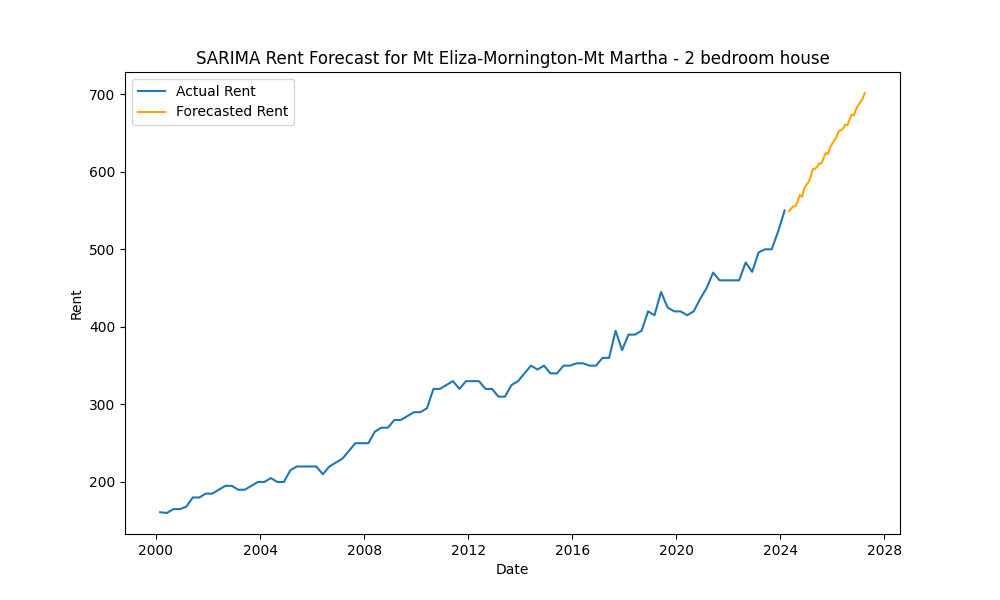 SARIMA Rent Forecast for Mt Eliza-Mornington-Mt Martha - 2 bedroom house
Actual Rent
Forecasted Rent
700
600
500
400
300
200
Rent
2000 2004 2008 2012 2016 2020 2024 2028
Date